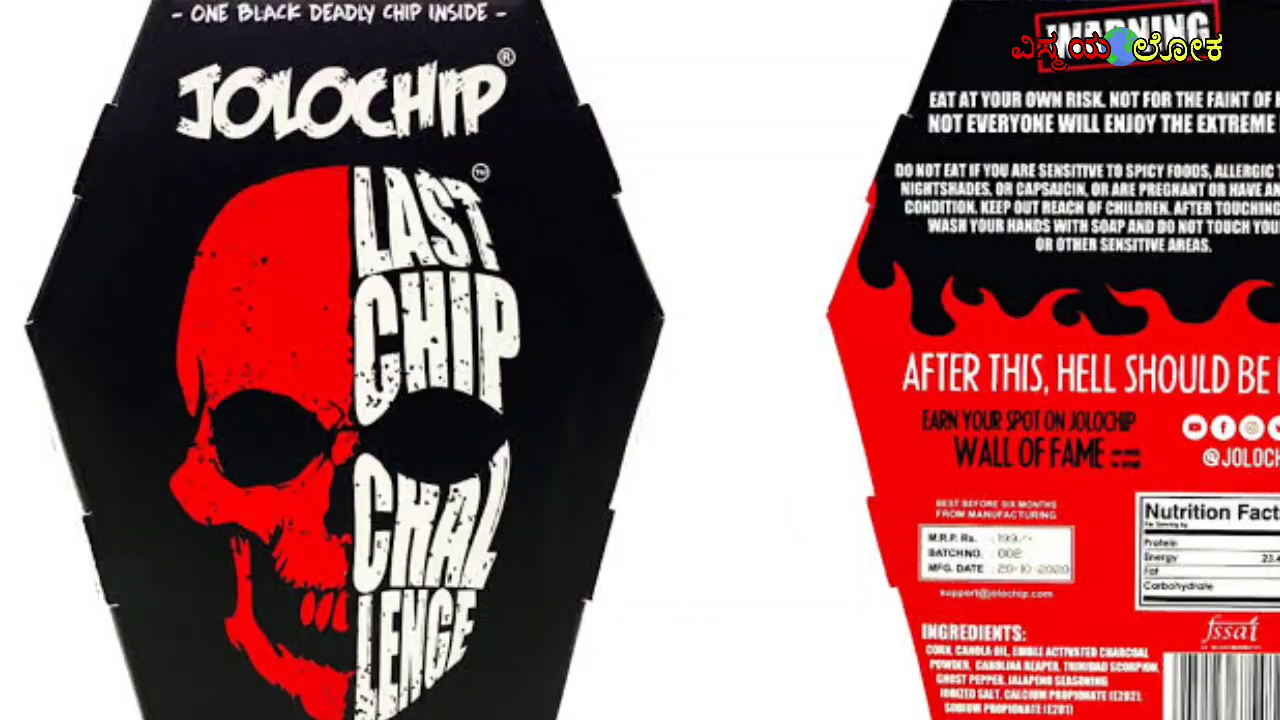 - ONE BLACK DEADLY CHIP INSIDE -
JOLOCHIP®
LAST™
CHIP
CHAL
LENGE
WARNING
ವಿಸ್ಮಯ ಲೋಕ
EAT AT YOUR OWN RISK. NOT FOR THE FAINT OF
NOT EVERYONE WILL ENJOY THE EXTREME
DO NOT EAT IF YOU ARE SENSITIVE TO SPICY FOODS, ALLERGIC
NIGHTSHADES, OR CAPSAICIN, OR ARE PREGNANT OR HAVE
CONDITION. KEEP OUT REACH OF CHILDREN. AFTER TOUCHING
WASH YOUR HANDS WITH SOAP AND DO NOT TOUCH
OR OTHER SENSITIVE AREAS.
AFTER THIS, HELL SHOULD BE
EARN YOUR SPOT ON JOLOCHIP
WALL OF FAME
@JOLOCH
BEST BEFORE SIX MONTHS
FROM MANUFACTURING
M.R.P. Rs. : 199/-
BATCH NO. : 002
MFG. DATE : 20-10-2020
support@jolochip.com
Nutrition Fact
Protein
Energy 23.4
Fat
Carbohydrate
fssai
INGREDIENTS:
CORN, CANOLA OIL, EDIBLE ACTIVATED CHARCOAL
POWDER, CAROLINA REAPER, TRINIDAD SCORPION,
GHOST PEPPER, JALAPENO SEASONING
IODIZED SALT, CALCIUM PROPIONATE (E282),
SODIUM PROPIONATE (E281)